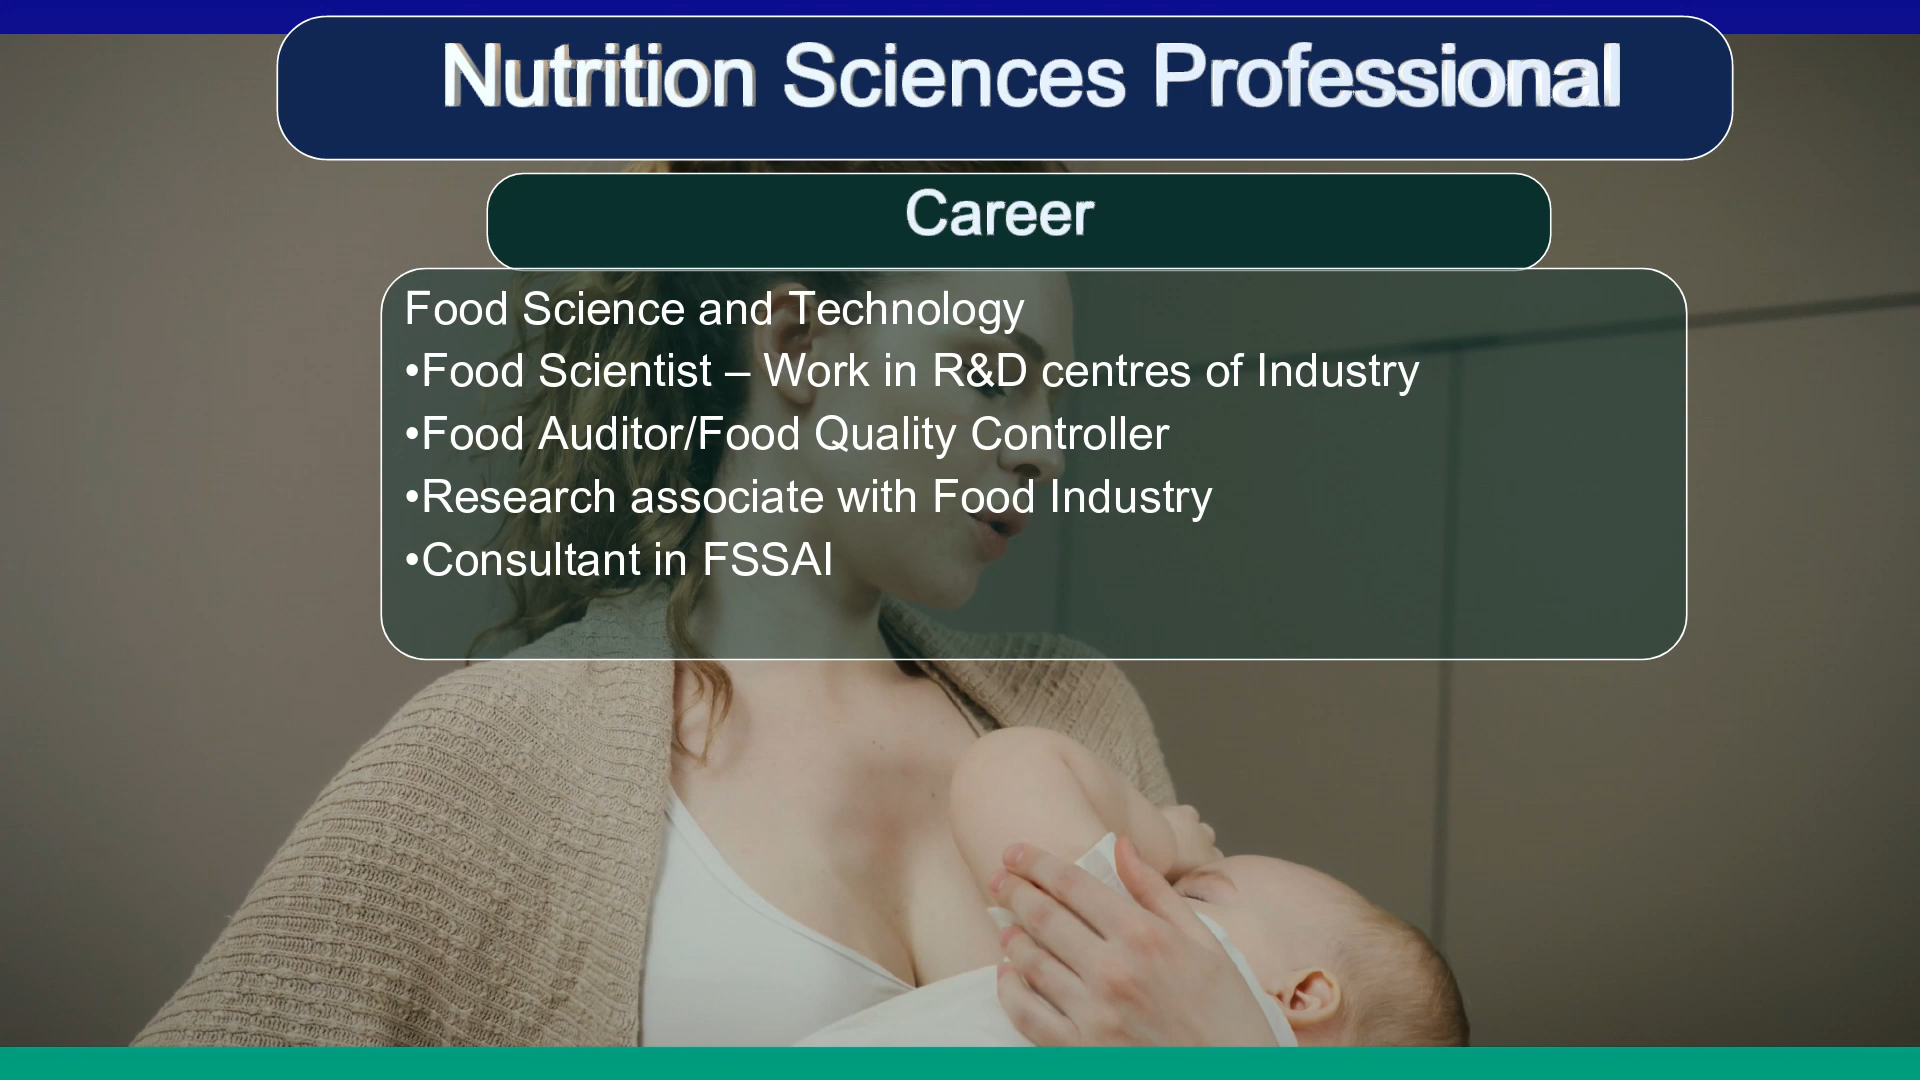 Nutrition Sciences Professional
Career
Food Science and Technology
•Food Scientist – Work in R&D centres of Industry
•Food Auditor/Food Quality Controller
•Research associate with Food Industry
•Consultant in FSSAI